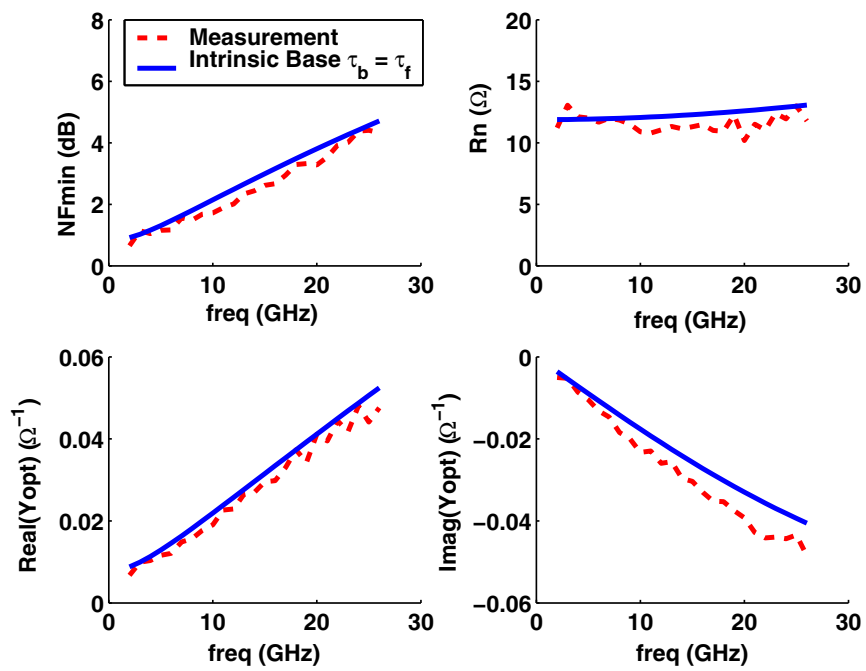 8
6
4
2
0
NFmin (dB)
Measurement
Intrinsic Base τb = τf
0 10 20 30
freq (GHz)
20
15
10
5
0
Rn (Ω)
0 10 20 30
freq (GHz)
0.06
0.04
0.02
0
Real(Yopt) (Ω⁻¹)
0 10 20 30
freq (GHz)
0
−0.02
−0.04
−0.06
Imag(Yopt) (Ω⁻¹)
0 10 20 30
freq (GHz)